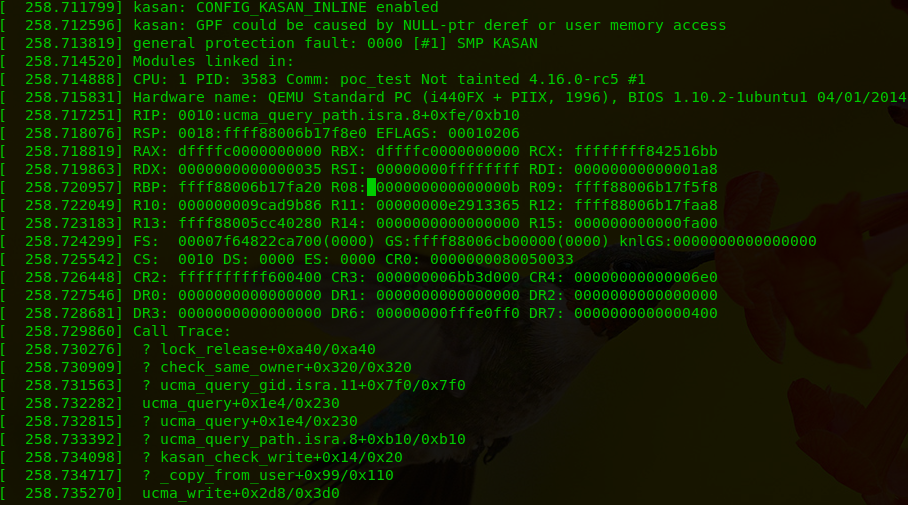 [  258.711799] kasan: CONFIG_KASAN_INLINE enabled
[  258.712596] kasan: GPF could be caused by NULL-ptr deref or user memory access
[  258.713819] general protection fault: 0000 [#1] SMP KASAN
[  258.714520] Modules linked in:
[  258.714888] CPU: 1 PID: 3583 Comm: poc_test Not tainted 4.16.0-rc5 #1
[  258.715831] Hardware name: QEMU Standard PC (i440FX + PIIX, 1996), BIOS 1.10.2-1ubuntu1 04/01/2014
[  258.717251] RIP: 0010:ucma_query_path.isra.8+0xfe/0xb10
[  258.718076] RSP: 0018:ffff88006b17f8e0 EFLAGS: 00010206
[  258.718819] RAX: dffffc0000000000 RBX: dffffc0000000000 RCX: ffffffff842516bb
[  258.719863] RDX: 0000000000000035 RSI: 00000000ffffffff RDI: 00000000000001a8
[  258.720957] RBP: ffff88006b17fa20 R08: 000000000000000b R09: ffff88006b17f5f8
[  258.722049] R10: 000000009cad9b86 R11: 00000000e2913365 R12: ffff88006b17faa8
[  258.723183] R13: ffff88005cc40280 R14: 0000000000000000 R15: 000000000000fa00
[  258.724299] FS:  00007f64822ca700(0000) GS:ffff88006cb00000(0000) knlGS:0000000000000000
[  258.725542] CS:  0010 DS: 0000 ES: 0000 CR0: 0000000080050033
[  258.726448] CR2: ffffffffff600400 CR3: 000000006bb3d000 CR4: 00000000000006e0
[  258.727546] DR0: 0000000000000000 DR1: 0000000000000000 DR2: 0000000000000000
[  258.728681] DR3: 0000000000000000 DR6: 00000000fffe0ff0 DR7: 0000000000000400
[  258.729860] Call Trace:
[  258.730276]  ? lock_release+0xa40/0xa40
[  258.730909]  ? check_same_owner+0x320/0x320
[  258.731563]  ? ucma_query_gid.isra.11+0x7f0/0x7f0
[  258.732282]  ucma_query+0x1e4/0x230
[  258.732815]  ? ucma_query+0x1e4/0x230
[  258.733392]  ? ucma_query_path.isra.8+0xb10/0xb10
[  258.734098]  ? kasan_check_write+0x14/0x20
[  258.734717]  ? _copy_from_user+0x99/0x110
[  258.735270]  ucma_write+0x2d8/0x3d0